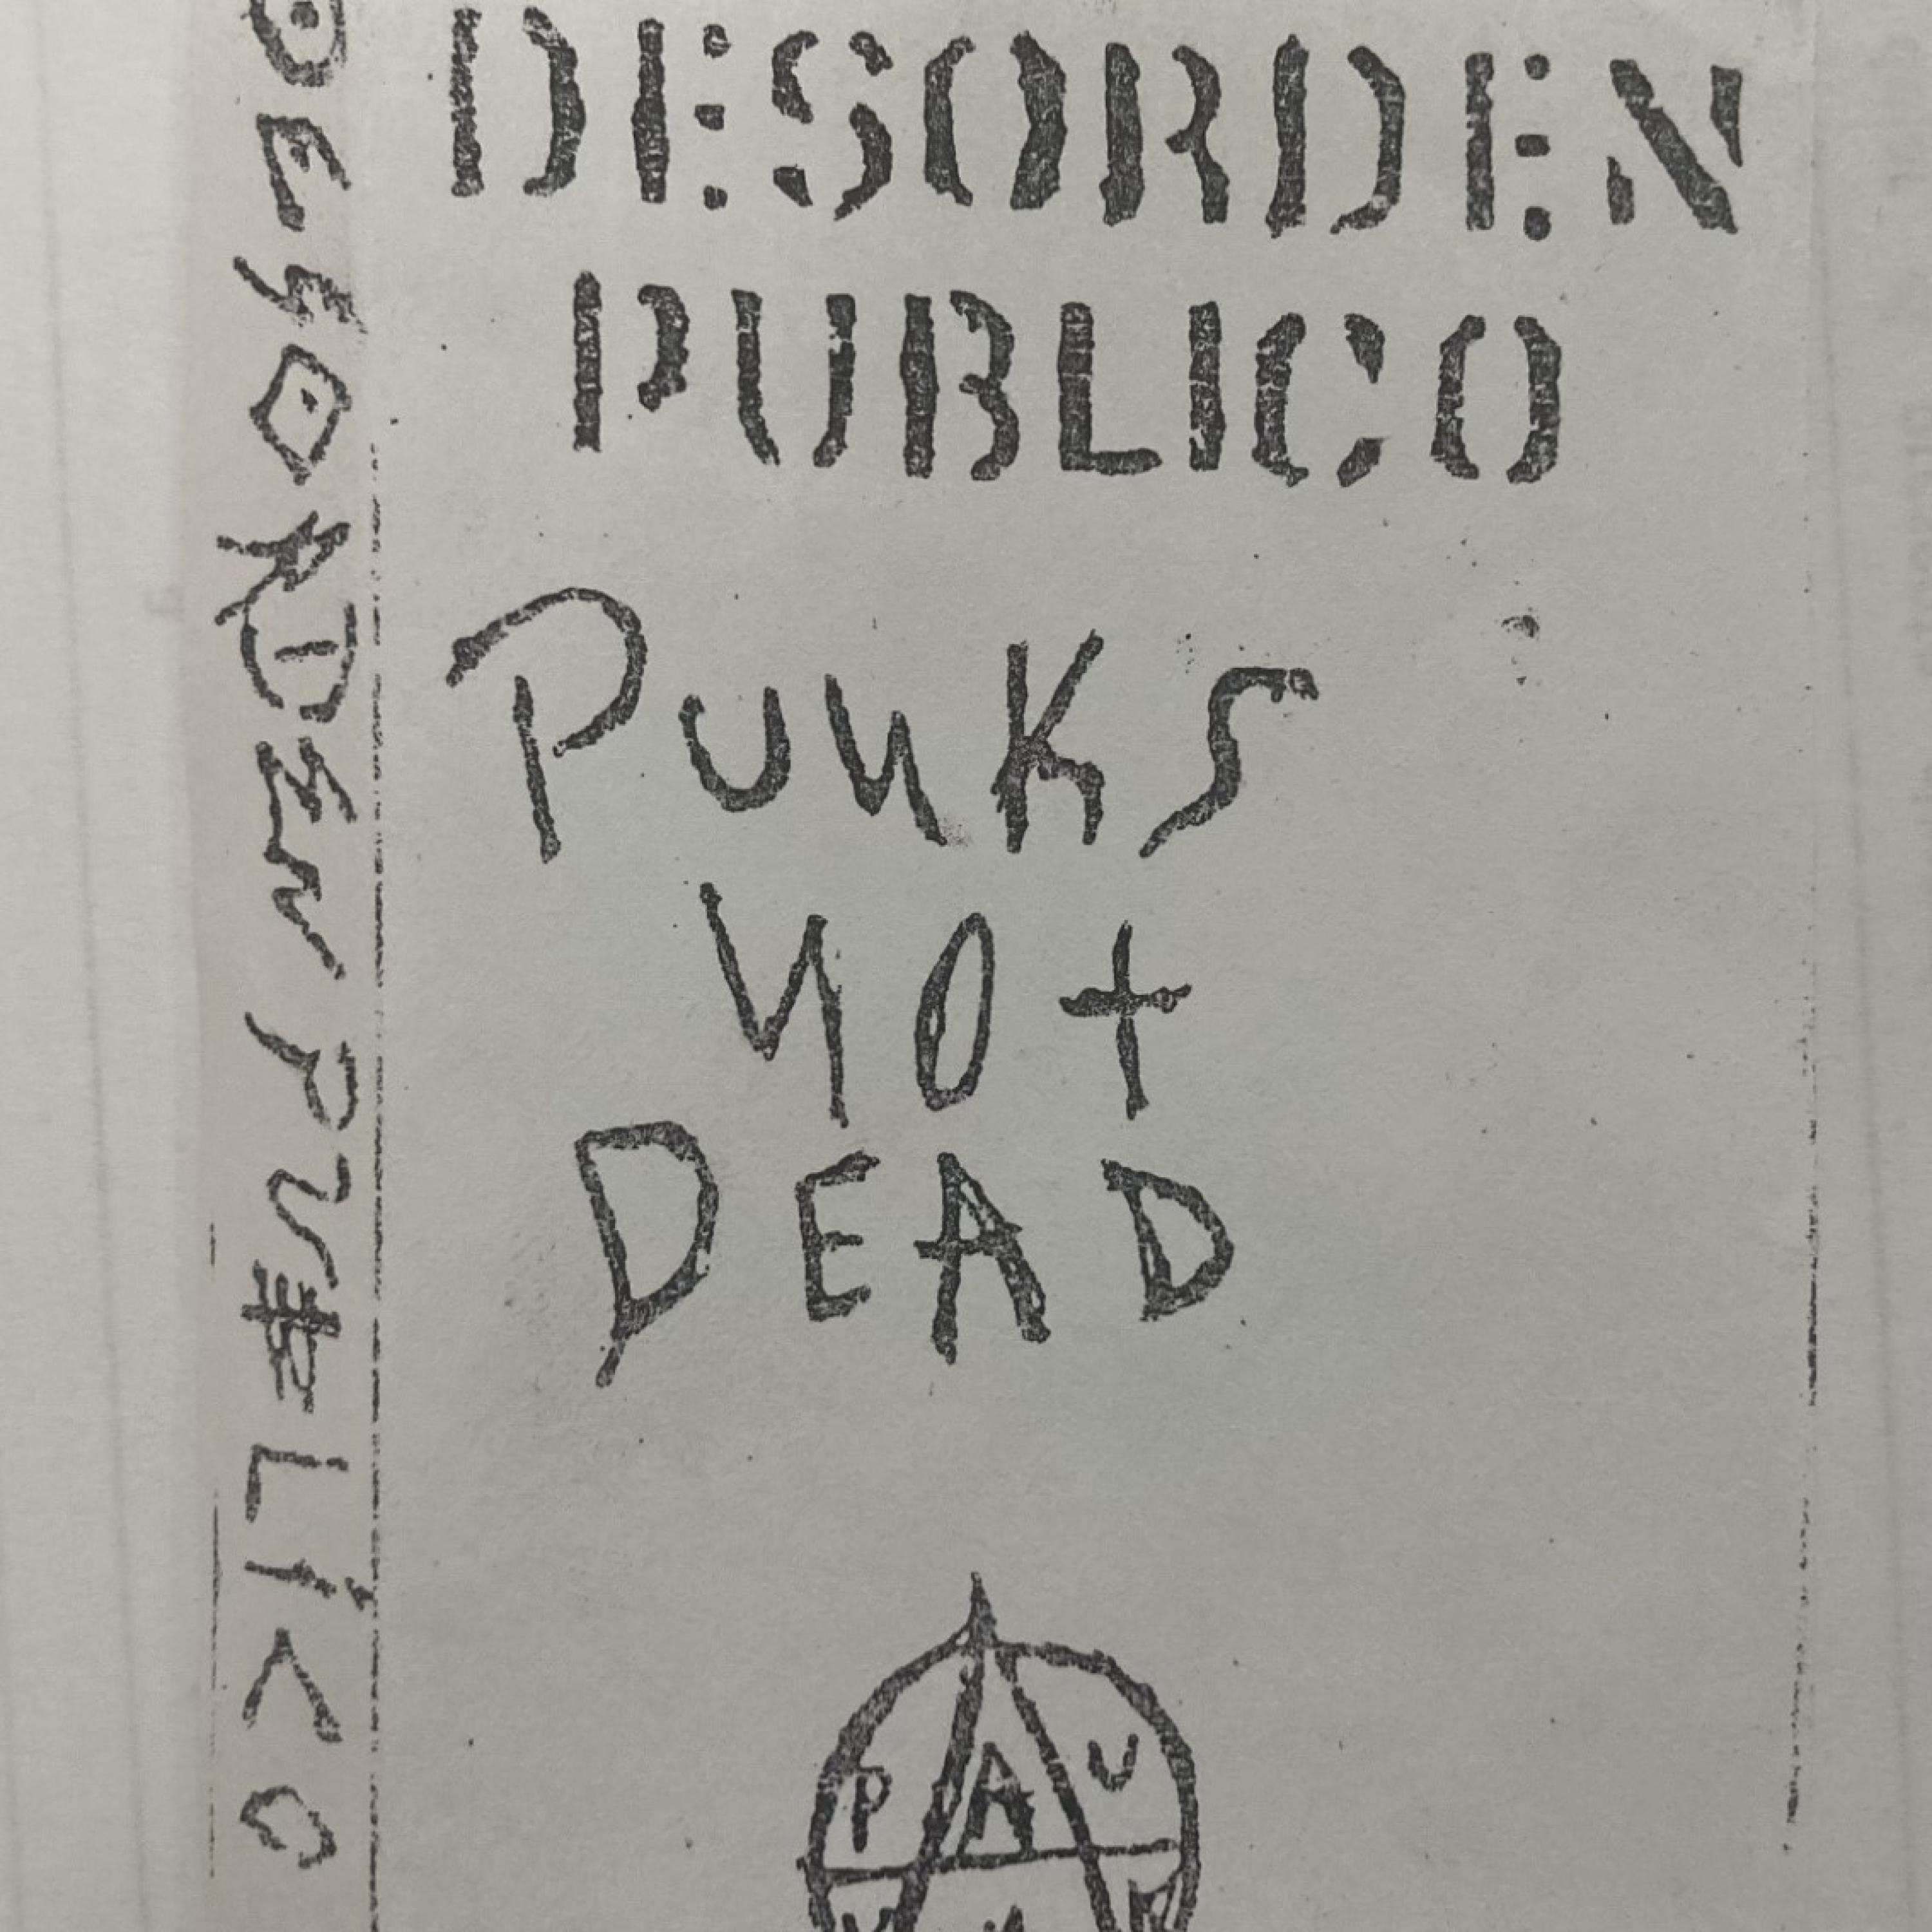 DESORDEN
PUBLICO
PUNKS
NOt
DEAD
P A U
DESORDEN PUBLiCO